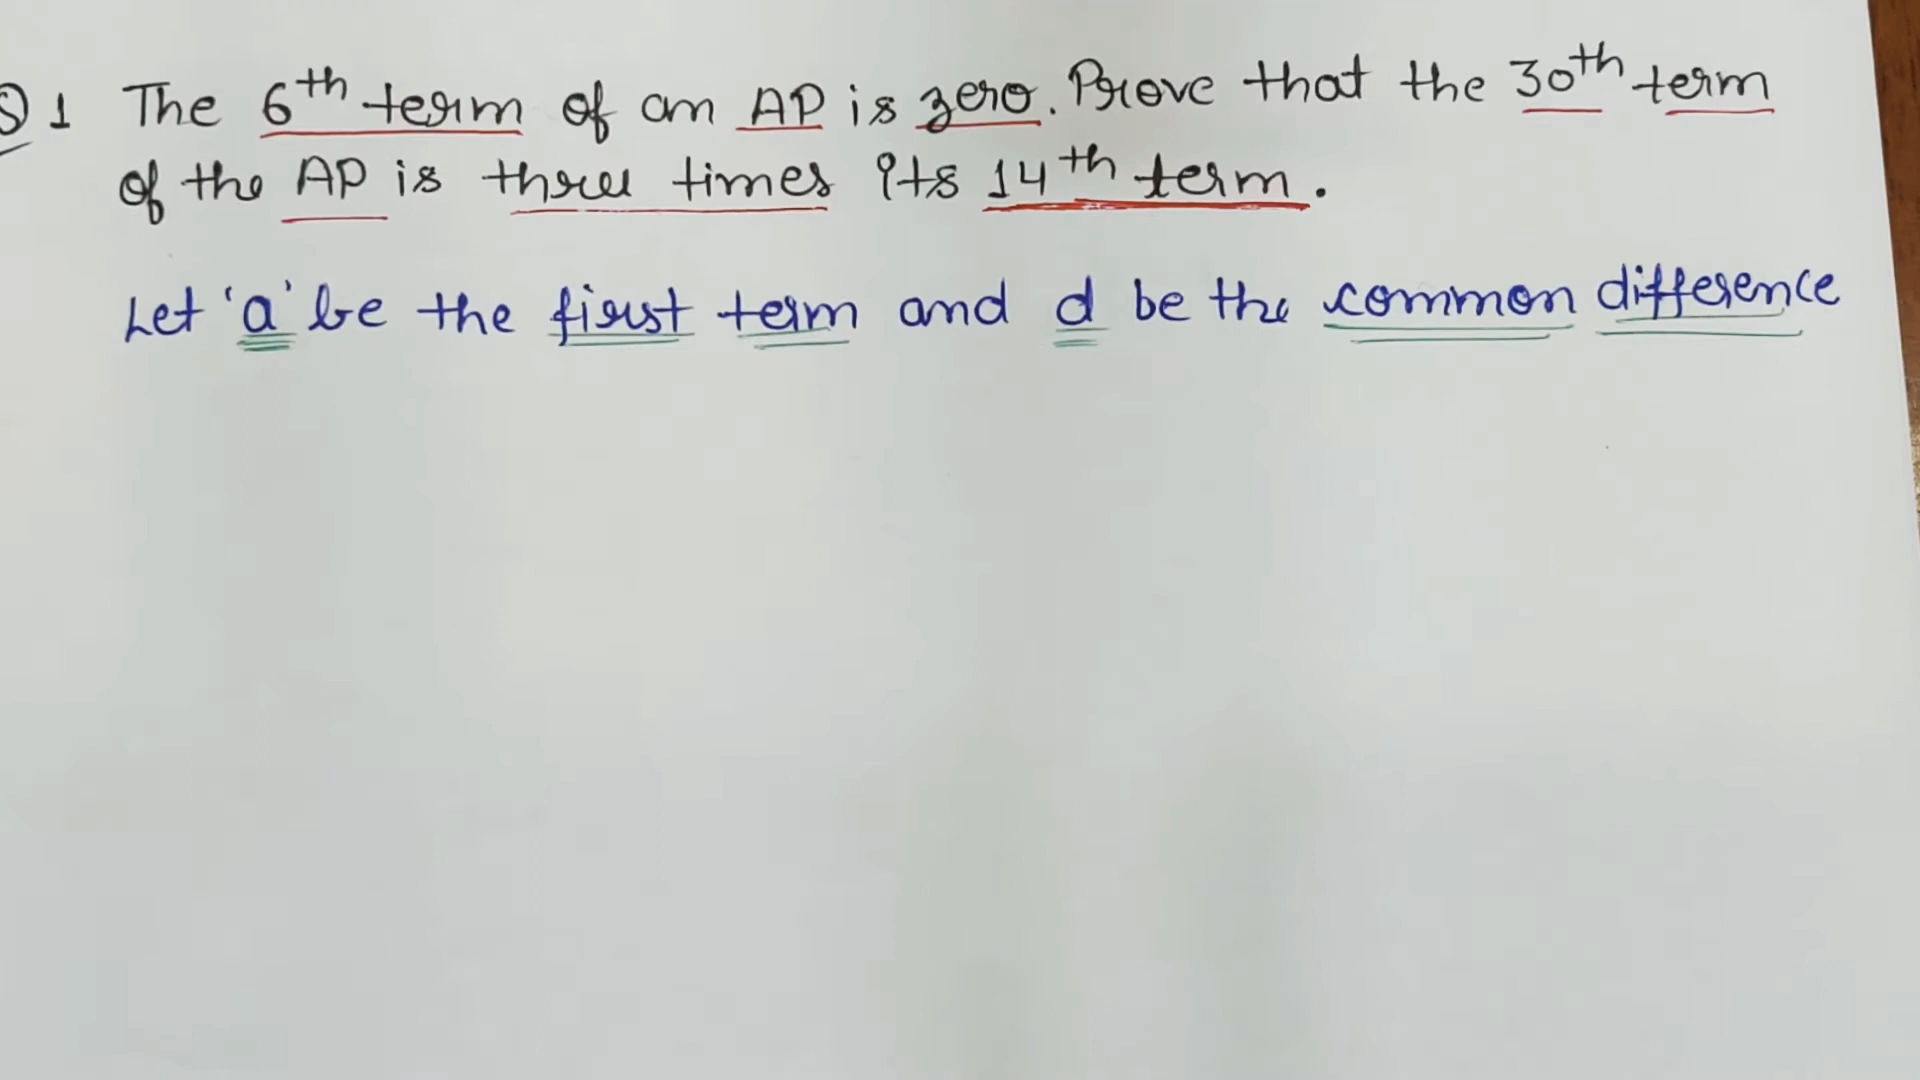 Q1 The 6th term of an AP is zero. Prove that the 30th term
of the AP is three times its 14th term.
Let 'a' be the first term and d be the common difference